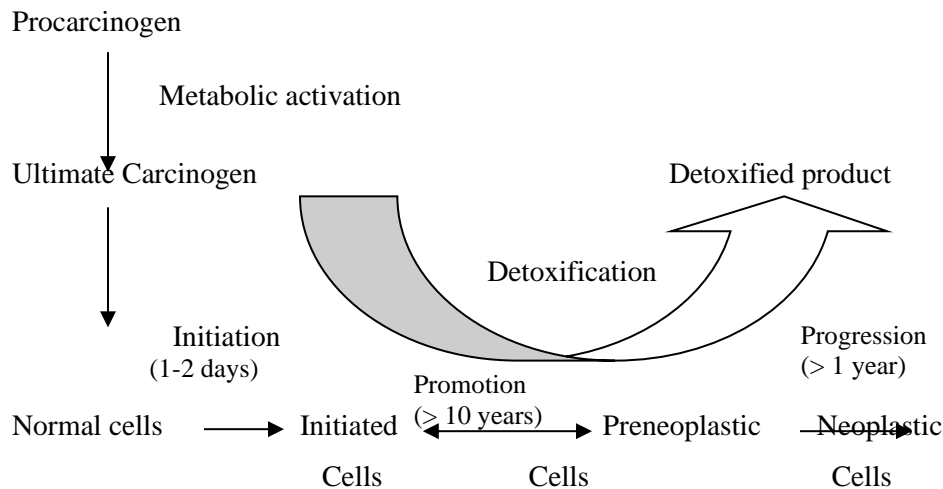 Procarcinogen
Metabolic activation
Ultimate Carcinogen
Detoxified product
Detoxification
Initiation
(1-2 days)
Progression
(> 1 year)
Promotion
(> 10 years)
Normal cells
Initiated
Preneoplastic
Neoplastic
Cells
Cells
Cells